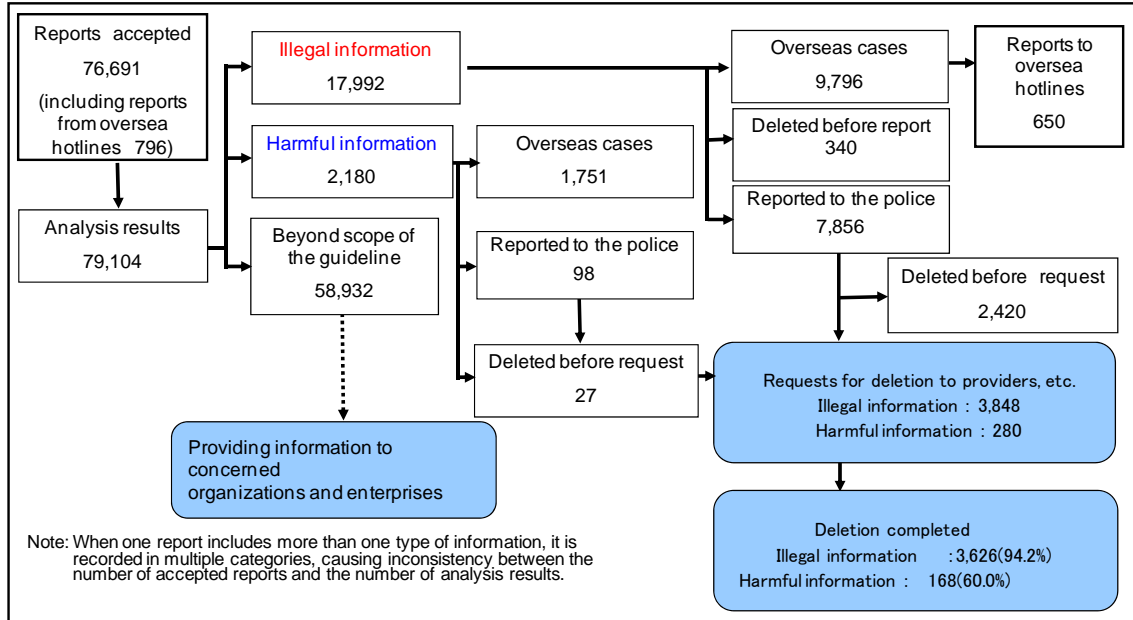 Reports accepted
76,691
(including reports
from oversea
hotlines 796)
Analysis results
79,104
Illegal information
17,992
Harmful information
2,180
Beyond scope of
the guideline
58,932
Overseas cases
1,751
Reported to the police
98
Deleted before request
27
Overseas cases
9,796
Deleted before report
340
Reported to the police
7,856
Reports to
oversea
hotlines
650
Deleted before request
2,420
Requests for deletion to providers, etc.
Illegal information : 3,848
Harmful information : 280
Providing information to
concerned
organizations and enterprises
Deletion completed
Illegal information :3,626(94.2%)
Harmful information : 168(60.0%)
Note: When one report includes more than one type of information, it is
recorded in multiple categories, causing inconsistency between the
number of accepted reports and the number of analysis results.